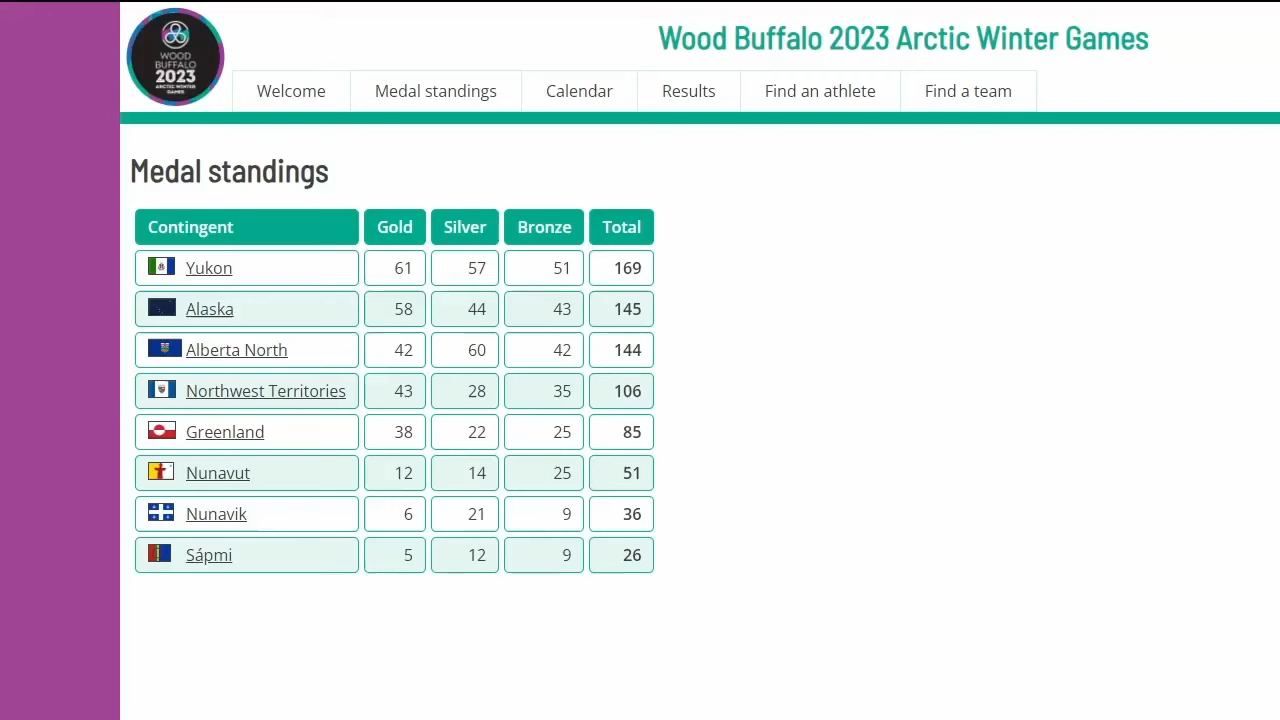 WOOD
BUFFALO
2023
ARCTIC WINTER
GAMES
Wood Buffalo 2023 Arctic Winter Games
Welcome Medal standings Calendar Results Find an athlete Find a team
Medal standings
Contingent Gold Silver Bronze Total
Yukon 61 57 51 169
Alaska 58 44 43 145
Alberta North 42 60 42 144
Northwest Territories 43 28 35 106
Greenland 38 22 25 85
Nunavut 12 14 25 51
Nunavik 6 21 9 36
Sápmi 5 12 9 26